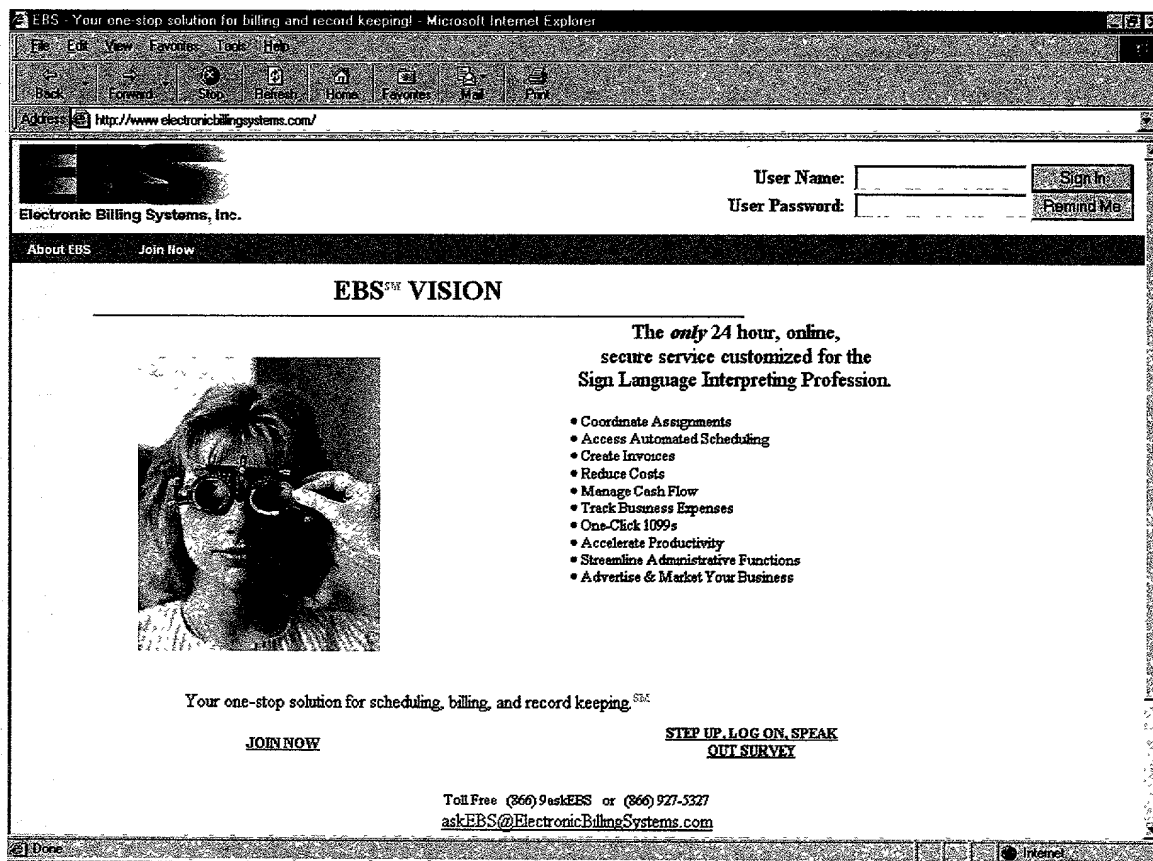 EBS - Your one-stop solution for billing and record keeping! - Microsoft Internet Explorer
File Edit View Favorites Tools Help
Back Forward Stop Refresh Home Favorites Mail Print
Address http://www.electronicbillingsystems.com/
EBS
User Name: Sign In
User Password: Remind Me
Electronic Billing Systems, Inc.
About EBS Join Now
EBS℠ VISION
The only 24 hour, online,
secure service customized for the
Sign Language Interpreting Profession.
• Coordinate Assignments
• Access Automated Scheduling
• Create Invoices
• Reduce Costs
• Manage Cash Flow
• Track Business Expenses
• One-Click 1099s
• Accelerate Productivity
• Streamline Administrative Functions
• Advertise & Market Your Business
Your one-stop solution for scheduling, billing, and record keeping.℠
JOIN NOW
STEP UP, LOG ON, SPEAK
OUT SURVEY
Toll Free (866) 9askEBS or (866) 927-5327
askEBS@ElectronicBillingSystems.com
Done Internet